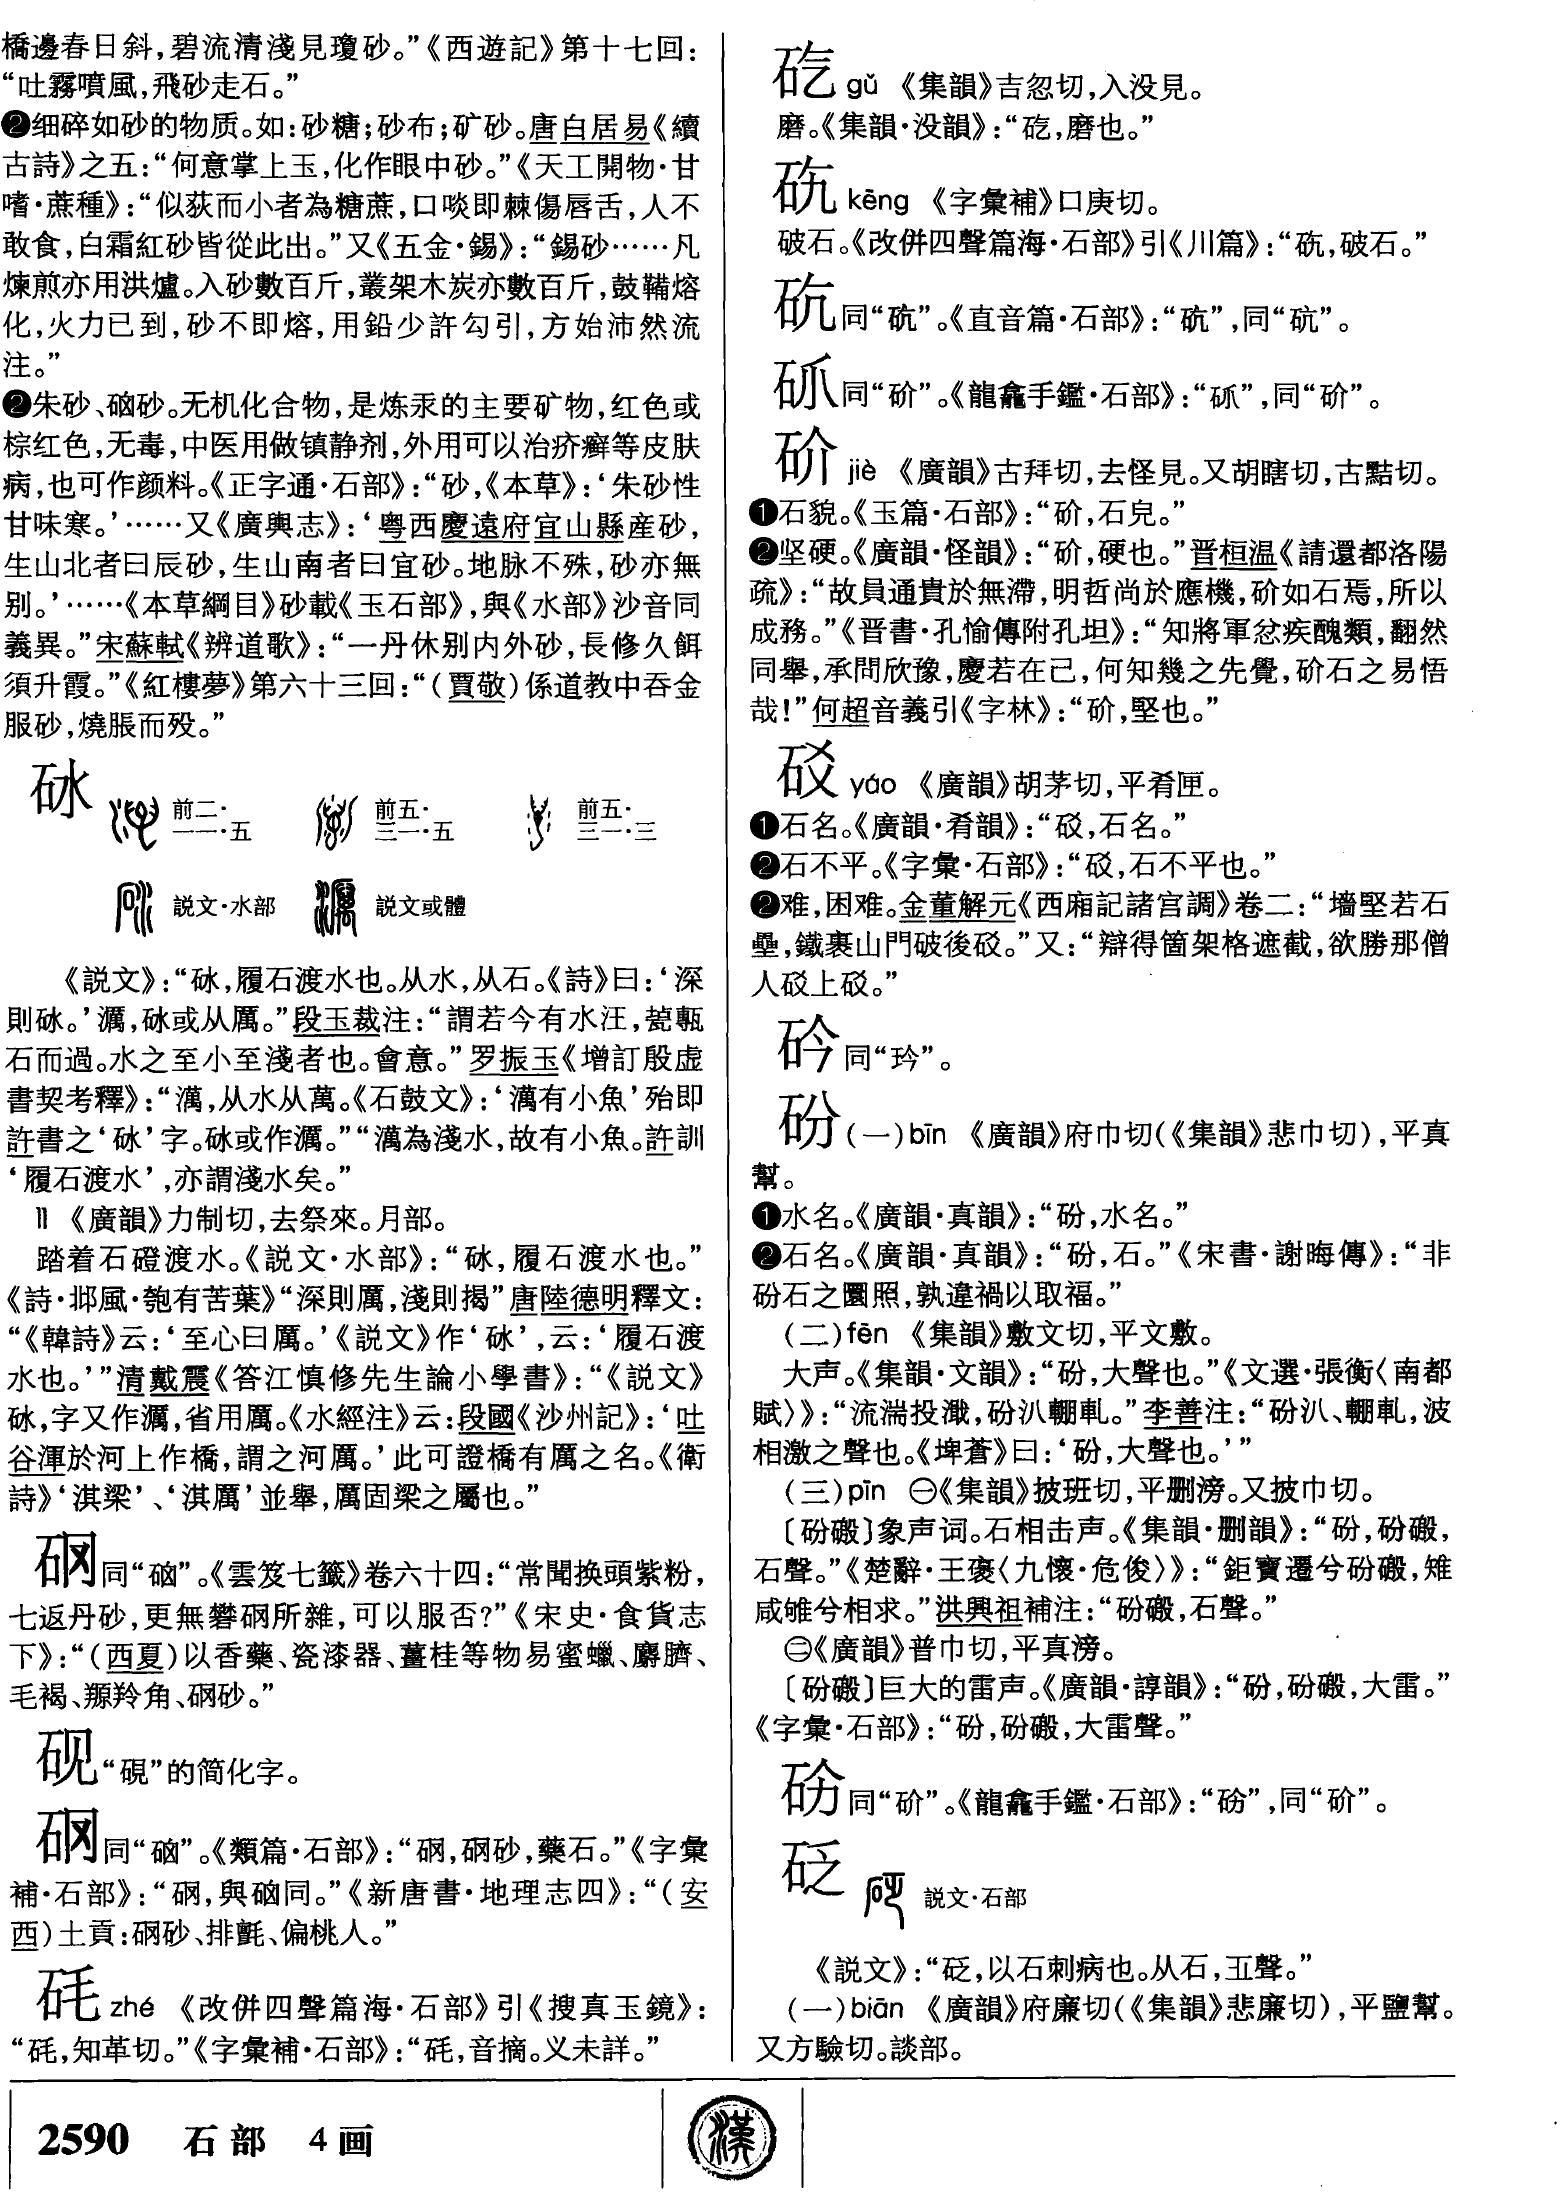 橋邊春日斜，碧流清淺見瓊砂。”《西遊記》第十七回：
“吐霧噴風，飛砂走石。”
❷细碎如砂的物质。如：砂糖；砂布；矿砂。唐白居易《續
古詩》之五：“何意掌上玉，化作眼中砂。”《天工開物·甘
嗜·蔗種》：“似荻而小者為糖蔗，口啖即棘傷唇舌，人不
敢食，白霜紅砂皆從此出。”又《五金·錫》：“錫砂……凡
煉煎亦用洪爐。入砂數百斤，叢架木炭亦數百斤，鼓鞴熔
化，火力已到，砂不即熔，用鉛少許勾引，方始沛然流
注。”
❷朱砂、硇砂。无机化合物，是炼汞的主要矿物，红色或
棕红色，无毒，中医用做镇静剂，外用可以治疥癣等皮肤
病，也可作颜料。《正字通·石部》：“砂，《本草》：‘朱砂性
甘味寒。’……又《廣輿志》：‘粵西慶遠府宜山縣産砂，
生山北者曰辰砂，生山南者曰宜砂。地脉不殊，砂亦無
别。’……《本草綱目》砂載《玉石部》，與《水部》沙音同
義異。”宋蘇軾《辨道歌》：“一丹休别内外砂，長修久餌
須升霞。”《紅樓夢》第六十三回：“（賈敬）係道教中吞金
服砂，燒脹而殁。”
砅 前二·一一·五 前五·三一·五 前五·三一·三
説文·水部 説文或體
《説文》：“砅，履石渡水也。从水，从石。《詩》曰：‘深
則砅。’濿，砅或从厲。”段玉裁注：“謂若今有水汪，甃甎
石而過。水之至小至淺者也。會意。”罗振玉《增訂殷虚
書契考釋》：“澫，从水从萬。《石鼓文》：‘澫有小魚’殆即
許書之‘砅’字。砅或作濿。”“澫為淺水，故有小魚。許訓
‘履石渡水’，亦謂淺水矣。”
lì 《廣韻》力制切，去祭來。月部。
踏着石磴渡水。《説文·水部》：“砅，履石渡水也。”
《詩·邶風·匏有苦葉》“深則厲，淺則揭”唐陸德明釋文：
“《韓詩》云：‘至心曰厲。’《説文》作‘砅’，云：‘履石渡
水也。’”清戴震《答江慎修先生論小學書》：“《説文》
砅，字又作濿，省用厲。《水經注》云：段國《沙州記》：‘吐
谷渾於河上作橋，謂之河厲。’此可證橋有厲之名。《衛
詩》‘淇梁’、‘淇厲’並舉，厲固梁之屬也。”
硇同“硇”。《雲笈七籤》卷六十四：“常聞换頭紫粉，
七返丹砂，更無礬硇所雜，可以服否？”《宋史·食貨志
下》：“（西夏）以香藥、瓷漆器、薑桂等物易蜜蠟、麝臍、
毛褐、羱羚角、硇砂。”
砚“硯”的简化字。
同“硇”。《類篇·石部》：“，砂，藥石。”《字彙
補·石部》：“，與硇同。”《新唐書·地理志四》：“（安
西）土貢：砂、排氈、偏桃人。”
矺 zhé 《改併四聲篇海·石部》引《搜真玉鏡》：
“，知革切。”《字彙補·石部》：“，音摘。义未詳。”
矻 gǔ 《集韻》吉忽切，入没見。
磨。《集韻·没韻》：“，磨也。”
kēng 《字彙補》口庚切。
破石。《改併四聲篇海·石部》引《川篇》：“，破石。”
砊同“”。《直音篇·石部》：“”，同“砊”。
同“砎”。《龍龕手鑑·石部》：“”，同“砎”。
砎 jiè 《廣韻》古拜切，去怪見。又胡瞎切，古黠切。
❶石貌。《玉篇·石部》：“砎，石皃。”
❷坚硬。《廣韻·怪韻》：“砎，硬也。”晋桓温《請還都洛陽
疏》：“故員通貴於無滯，明哲尚於應機，砎如石焉，所以
成務。”《晋書·孔愉傳附孔坦》：“知將軍忿疾醜類，翻然
同舉，承問欣豫，慶若在己，何知幾之先覺，砎石之易悟
哉！”何超音義引《字林》：“砎，堅也。”
砇 yáo 《廣韻》胡茅切，平肴匣。
❶石名。《廣韻·肴韻》：“，石名。”
❷石不平。《字彙·石部》：“，石不平也。”
❷难，困难。金董解元《西廂記諸宫調》卷二：“墻堅若石
壘，鐵裹山門破後。”又：“辯得箇架格遮截，欲勝那僧
人上。”
砛同“玪”。
砏（一）bīn 《廣韻》府巾切（《集韻》悲巾切），平真
幫。
❶水名。《廣韻·真韻》：“砏，水名。”
❷石名。《廣韻·真韻》：“砏，石。”《宋書·謝晦傳》：“非
砏石之圜照，孰違禍以取福。”
（二）fēn 《集韻》敷文切，平文敷。
大声。《集韻·文韻》：“砏，大聲也。”《文選·張衡〈南都
賦〉》：“流湍投濈，砏汃輣軋。”李善注：“砏汃、輣軋，波
相激之聲也。《埤蒼》曰：‘砏，大聲也。’”
（三）pīn ㊀《集韻》披班切，平删滂。又披巾切。
〔砏磤〕象声词。石相击声。《集韻·删韻》：“砏，砏磤，
石聲。”《楚辭·王褒〈九懷·危俊〉》：“鉅寶遷兮砏磤，雉
咸雊兮相求。”洪興祖補注：“砏磤，石聲。”
㊁《廣韻》普巾切，平真滂。
〔砏磤〕巨大的雷声。《廣韻·諄韻》：“砏，砏磤，大雷。”
《字彙·石部》：“砏，砏磤，大雷聲。”
同“砎”。《龍龕手鑑·石部》：“”，同“砎”。
砭 説文·石部
《説文》：“砭，以石刺病也。从石，乏聲。”
（一）biān 《廣韻》府廉切（《集韻》悲廉切），平鹽幫。
又方驗切。談部。
2590 石部 4画
漢